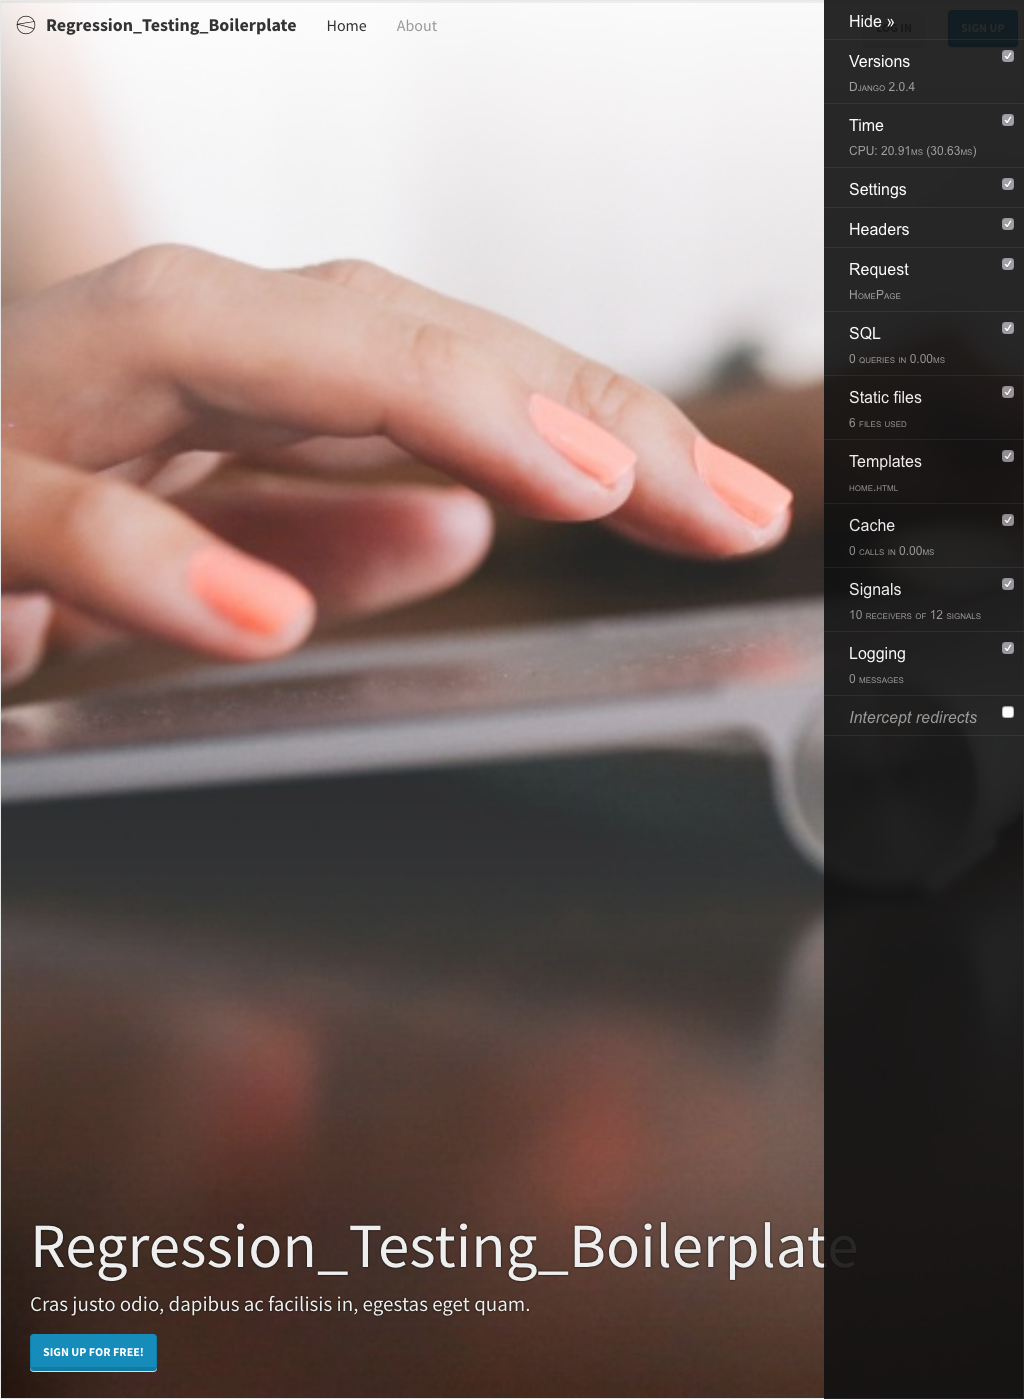 Regression_Testing_Boilerplate Home About
LOG IN SIGN UP
Hide »
Versions
Django 2.0.4
Time
CPU: 20.91ms (30.63ms)
Settings
Headers
Request
HomePage
SQL
0 queries in 0.00ms
Static files
6 files used
Templates
home.html
Cache
0 calls in 0.00ms
Signals
10 receivers of 12 signals
Logging
0 messages
Intercept redirects
Regression_Testing_Boilerplate
Cras justo odio, dapibus ac facilisis in, egestas eget quam.
SIGN UP FOR FREE!